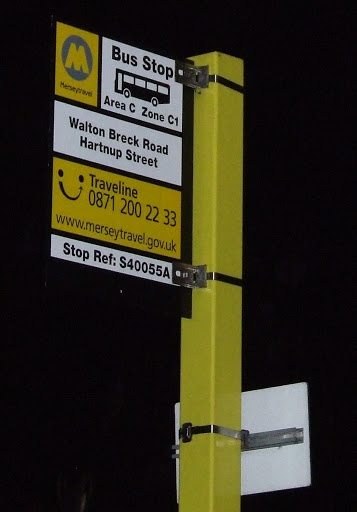 M
Merseytravel
Bus Stop
Area C Zone C1
Walton Breck Road
Hartnup Street
Traveline
0871 200 22 33
www.merseytravel.gov.uk
Stop Ref: S40055A